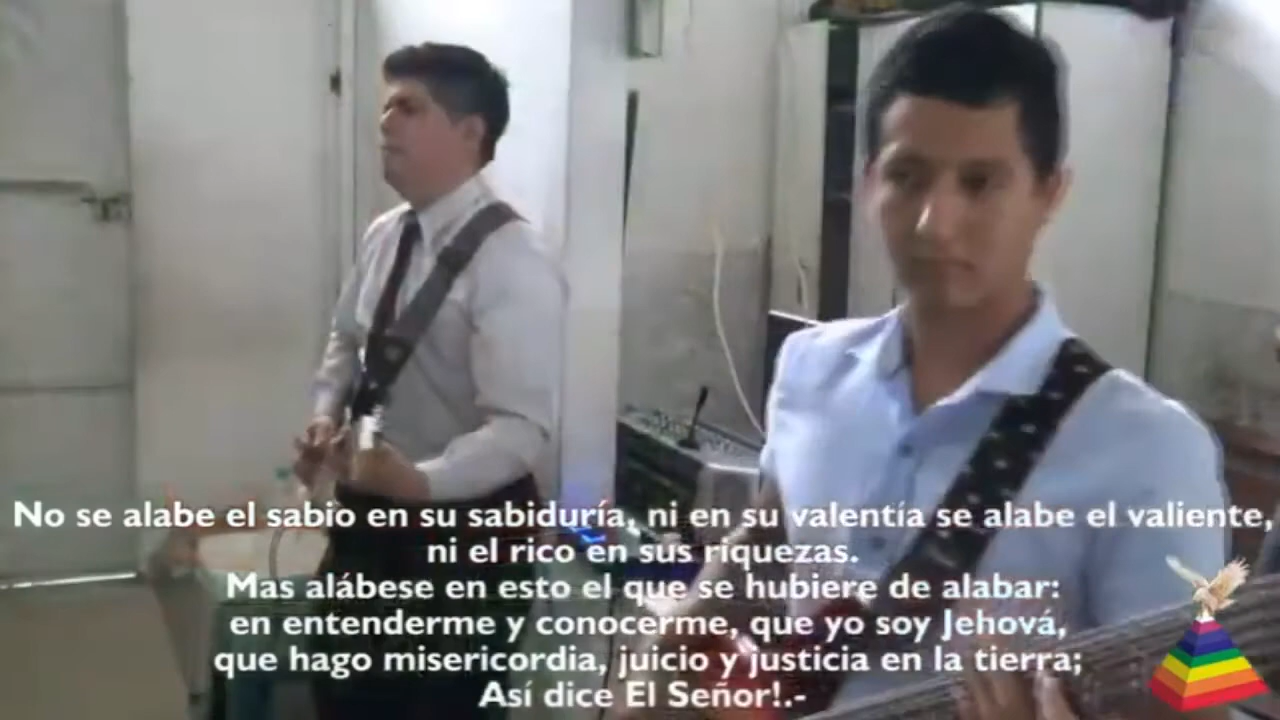 No se alabe el sabio en su sabiduría, ni en su valentía se alabe el valiente,
ni el rico en sus riquezas.
Mas alábese en esto el que se hubiere de alabar:
en entenderme y conocerme, que yo soy Jehová,
que hago misericordia, juicio y justicia en la tierra;
Así dice El Señor!.-